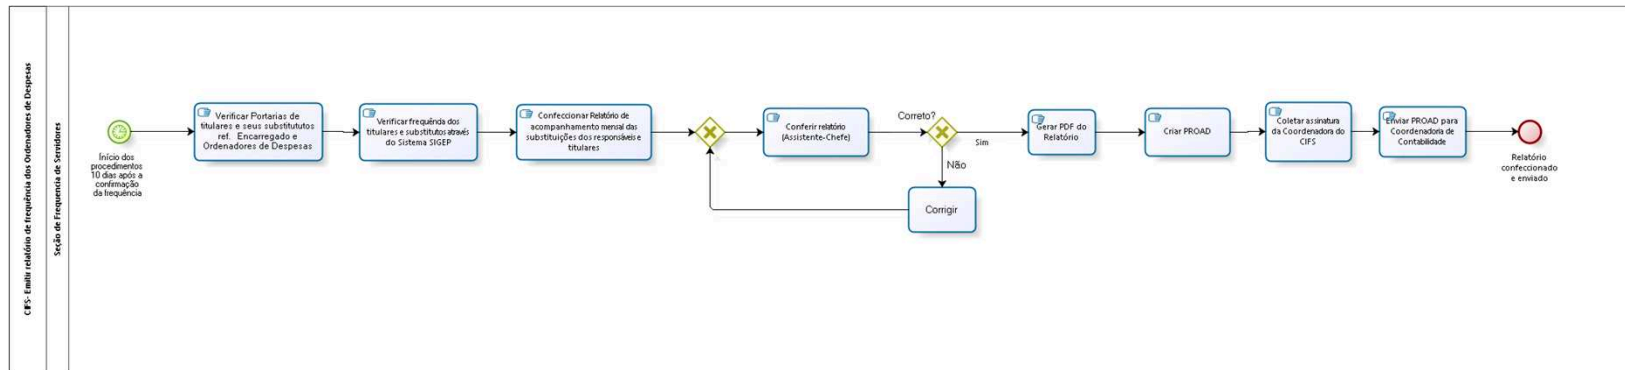 CIFS- Emitir relatório de frequência dos Ordenadores de Despesas
Seção de Frequencia de Servidores
Início dos
procedimentos
10 dias após a
confirmação
da frequência
Verificar Portarias de
titulares e seus substitututos
ref. Encarregado e
Ordenadores de Despesas
Verificar frequência dos
titulares e substitutos através
do Sistema SIGEP
Confeccionar Relatório de
acompanhamento mensal das
substituições dos responsáveis e
titulares
Conferir relatório
(Assistente-Chefe)
Correto?
Sim
Não
Corrigir
Gerar PDF do
Relatório
Criar PROAD
Coletar assinatura
da Coordenadora do
CIFS
Enviar PROAD para
Coordenadoria de
Contabilidade
Relatório
confeccionado
e enviado